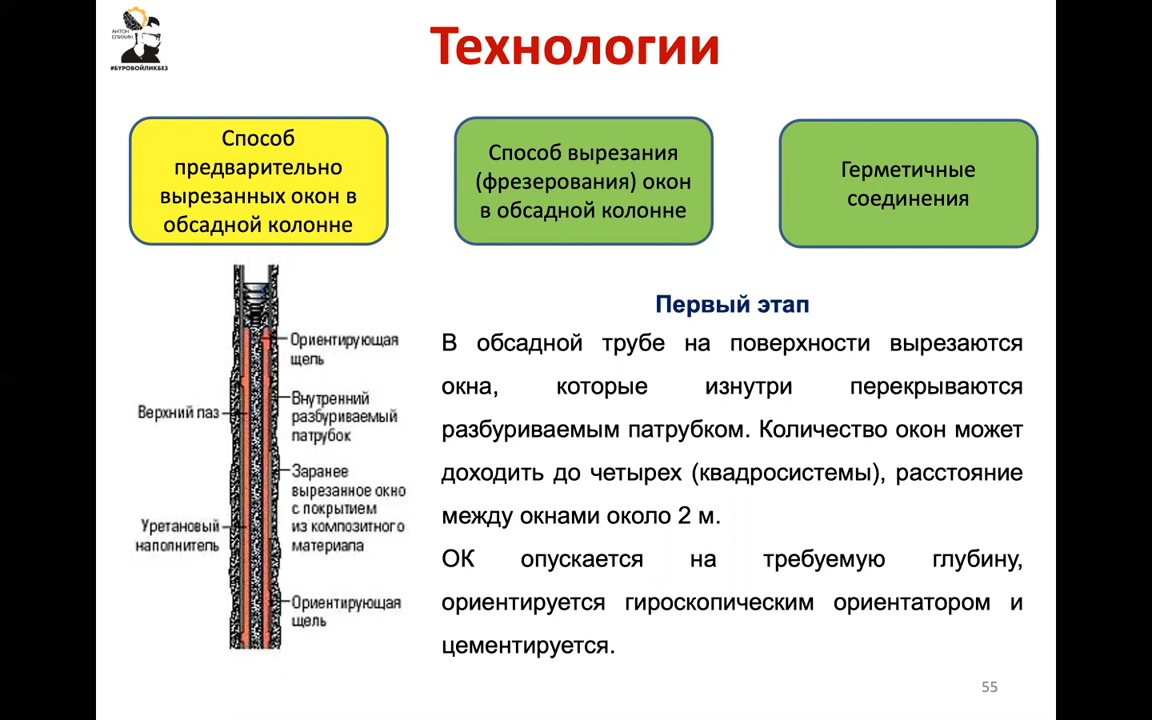 АНТОН
ЕПИХИН
#БУРОВОЙЛИКБЕЗ
Технологии
Способ
предварительно
вырезанных окон в
обсадной колонне
Способ вырезания
(фрезерования) окон
в обсадной колонне
Герметичные
соединения
Ориентирующая
щель
Верхний паз
Внутренний
разбуриваемый
патрубок
Заранее
вырезанное окно
с покрытием
из композитного
материала
Уретановый
наполнитель
Ориентирующая
щель
Первый этап
В обсадной трубе на поверхности вырезаются
окна, которые изнутри перекрываются
разбуриваемым патрубком. Количество окон может
доходить до четырех (квадросистемы), расстояние
между окнами около 2 м.
ОК опускается на требуемую глубину,
ориентируется гироскопическим ориентатором и
цементируется.
55